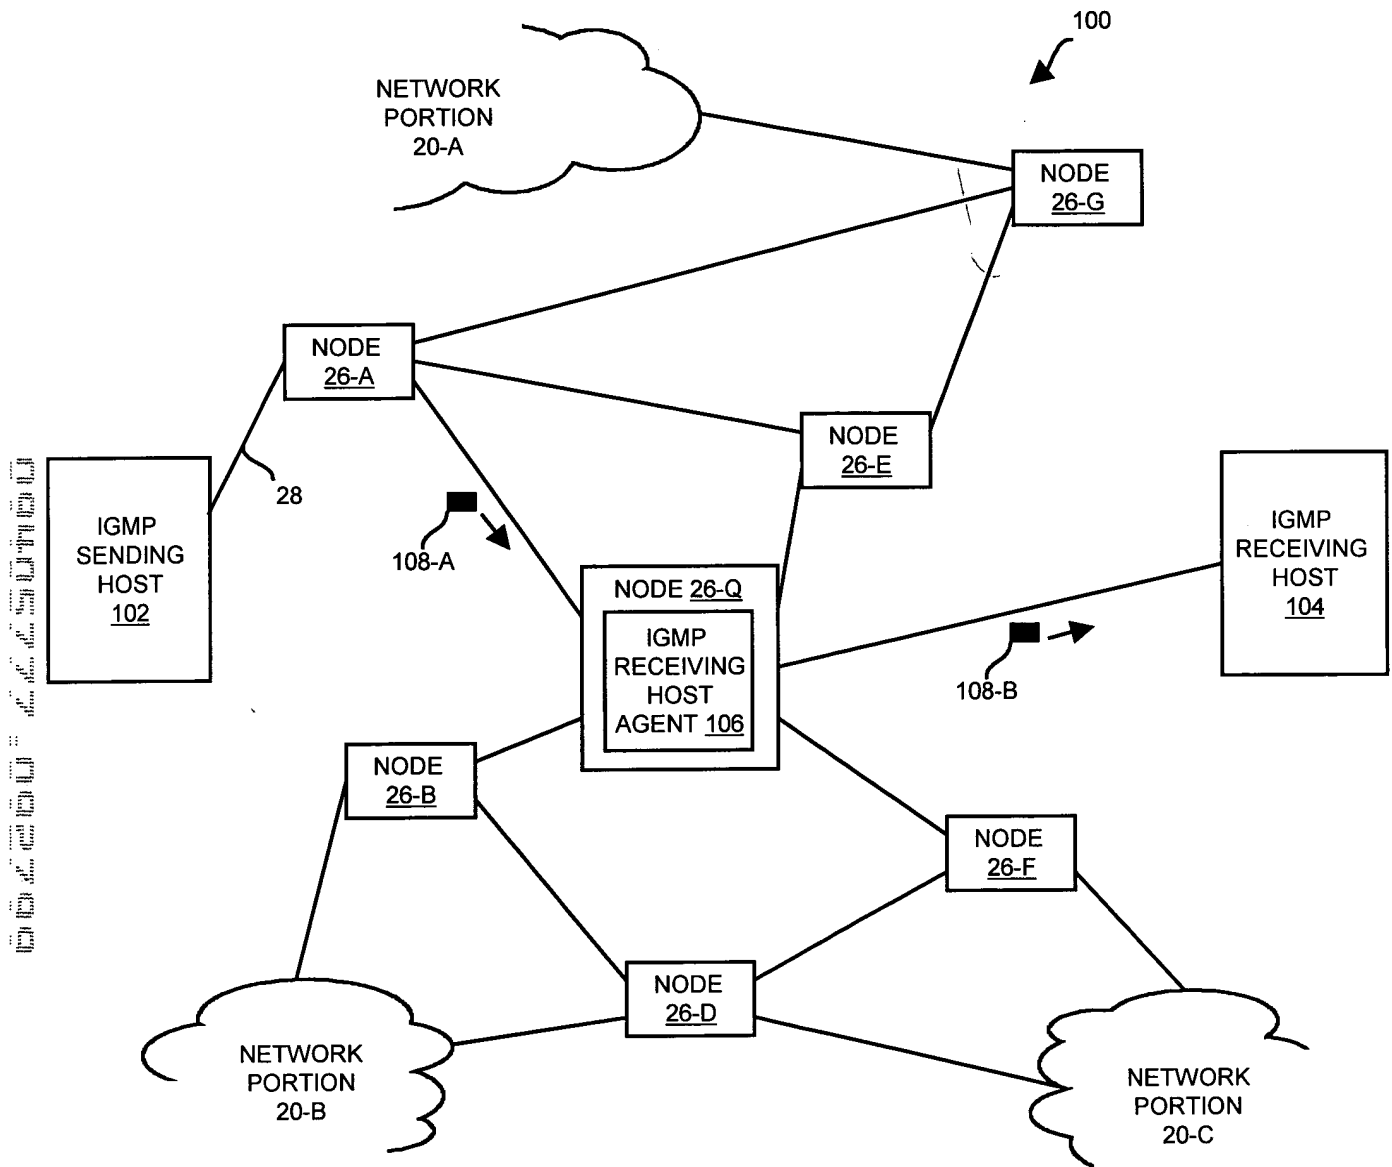 100
NETWORK
PORTION
20-A
NODE
26-G
NODE
26-A
NODE
26-E
28
IGMP
SENDING
HOST
102
108-A
IGMP
RECEIVING
HOST
104
NODE 26-Q
IGMP
RECEIVING
HOST
AGENT 106
108-B
NODE
26-B
NODE
26-F
NODE
26-D
NETWORK
PORTION
20-B
NETWORK
PORTION
20-C